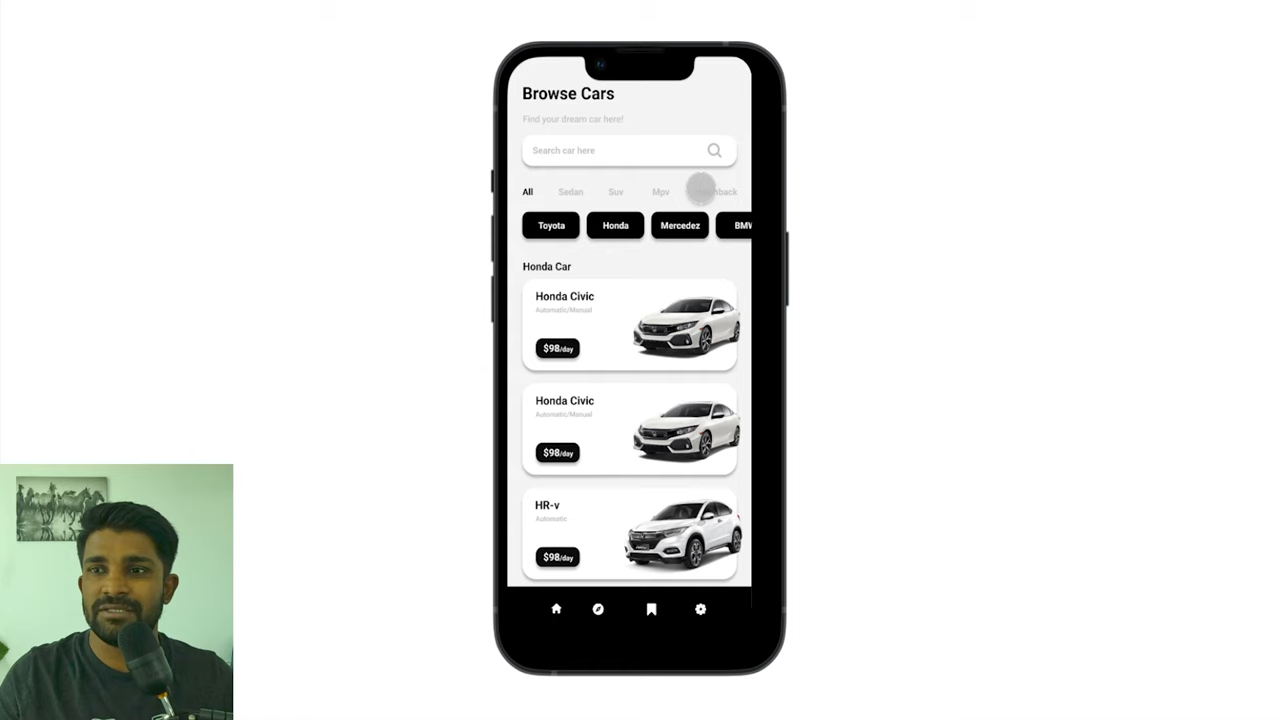 Browse Cars
Find your dream car here!
Search car here
All Sedan Suv Mpv
Toyota Honda Mercedez BMW
Honda Car
Honda Civic
Automatic/Manual
$98/day
Honda Civic
Automatic/Manual
$98/day
HR-v
Automatic
$98/day